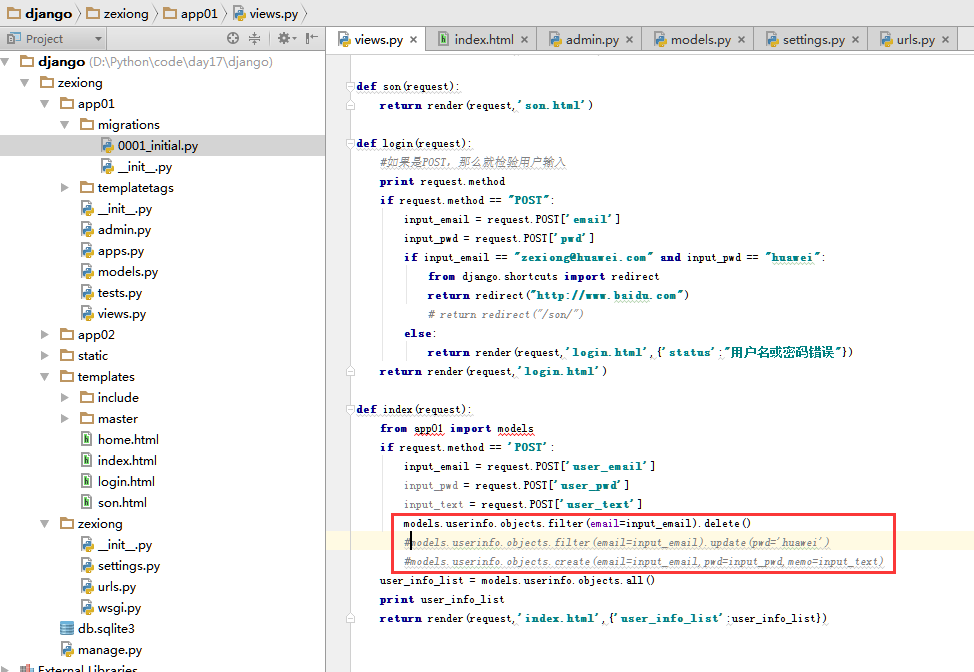 django zexiong app01 views.py
Project
views.py index.html admin.py models.py settings.py urls.py
django (D:\Python\code\day17\django)
zexiong
app01
migrations
0001_initial.py
__init__.py
templatetags
__init__.py
admin.py
apps.py
models.py
tests.py
views.py
app02
static
templates
include
master
home.html
index.html
login.html
son.html
zexiong
__init__.py
settings.py
urls.py
wsgi.py
db.sqlite3
manage.py
External Libraries
def son(request):
return render(request,'son.html')
def login(request):
#如果是POST，那么就检验用户输入
print request.method
if request.method == "POST":
input_email = request.POST['email']
input_pwd = request.POST['pwd']
if input_email == "zexiong@huawei.com" and input_pwd == "huawei":
from django.shortcuts import redirect
return redirect("http://www.baidu.com")
# return redirect("/son/")
else:
return render(request,'login.html',{'status':"用户名或密码错误"})
return render(request,'login.html')
def index(request):
from app01 import models
if request.method == 'POST':
input_email = request.POST['user_email']
input_pwd = request.POST['user_pwd']
input_text = request.POST['user_text']
models.userinfo.objects.filter(email=input_email).delete()
#models.userinfo.objects.filter(email=input_email).update(pwd='huawei')
#models.userinfo.objects.create(email=input_email,pwd=input_pwd,memo=input_text)
user_info_list = models.userinfo.objects.all()
print user_info_list
return render(request,'index.html',{'user_info_list':user_info_list})